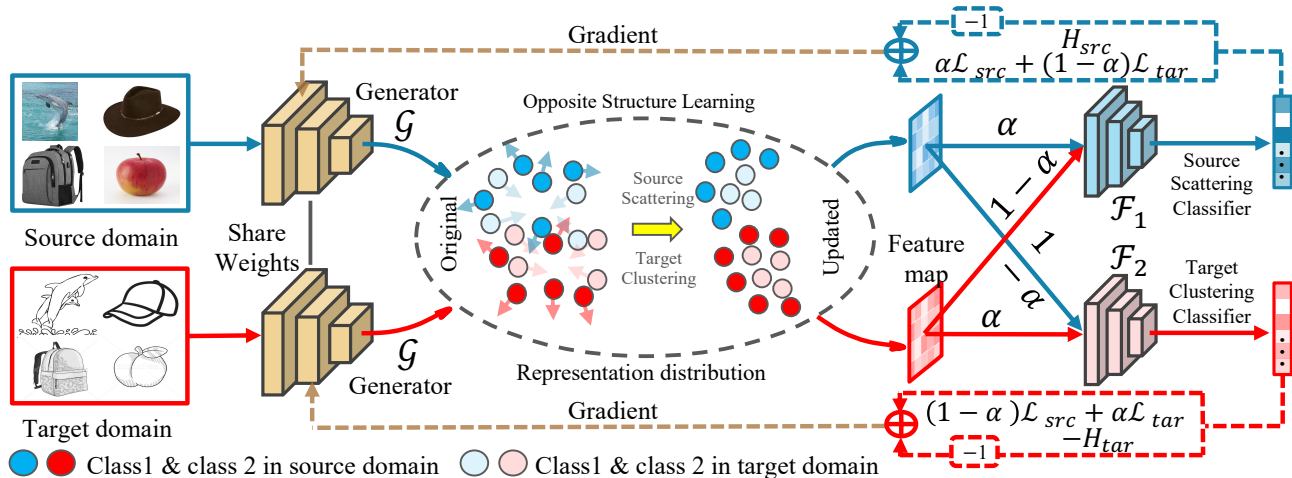 Gradient
-1
H_src
αℒ_src + (1 − α)ℒ_tar
Generator
𝒢
Opposite Structure Learning
Source domain
Share
Weights
Original
Source
Scattering
Target
Clustering
Updated
α
1 − α
1 − α
α
Feature
map
ℱ₁
Source
Scattering
Classifier
ℱ₂
Target
Clustering
Classifier
𝒢
Generator
Representation distribution
Target domain
Gradient
(1 − α)ℒ_src + αℒ_tar
−H_tar
-1
Class1 & class 2 in source domain
Class1 & class 2 in target domain